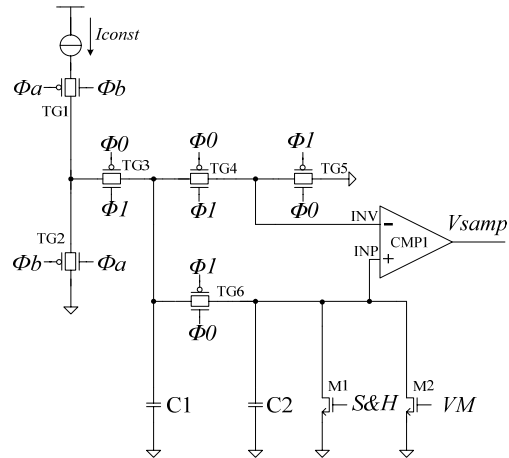 Iconst
Φa Φb
TG1
Φ0 Φ0 Φ1
TG3 TG4 TG5
Φ1 Φ1 Φ0
TG2
Φb Φa
INV
CMP1
Vsamp
INP
Φ1
TG6
Φ0
C1 C2
M1 M2
S&H VM